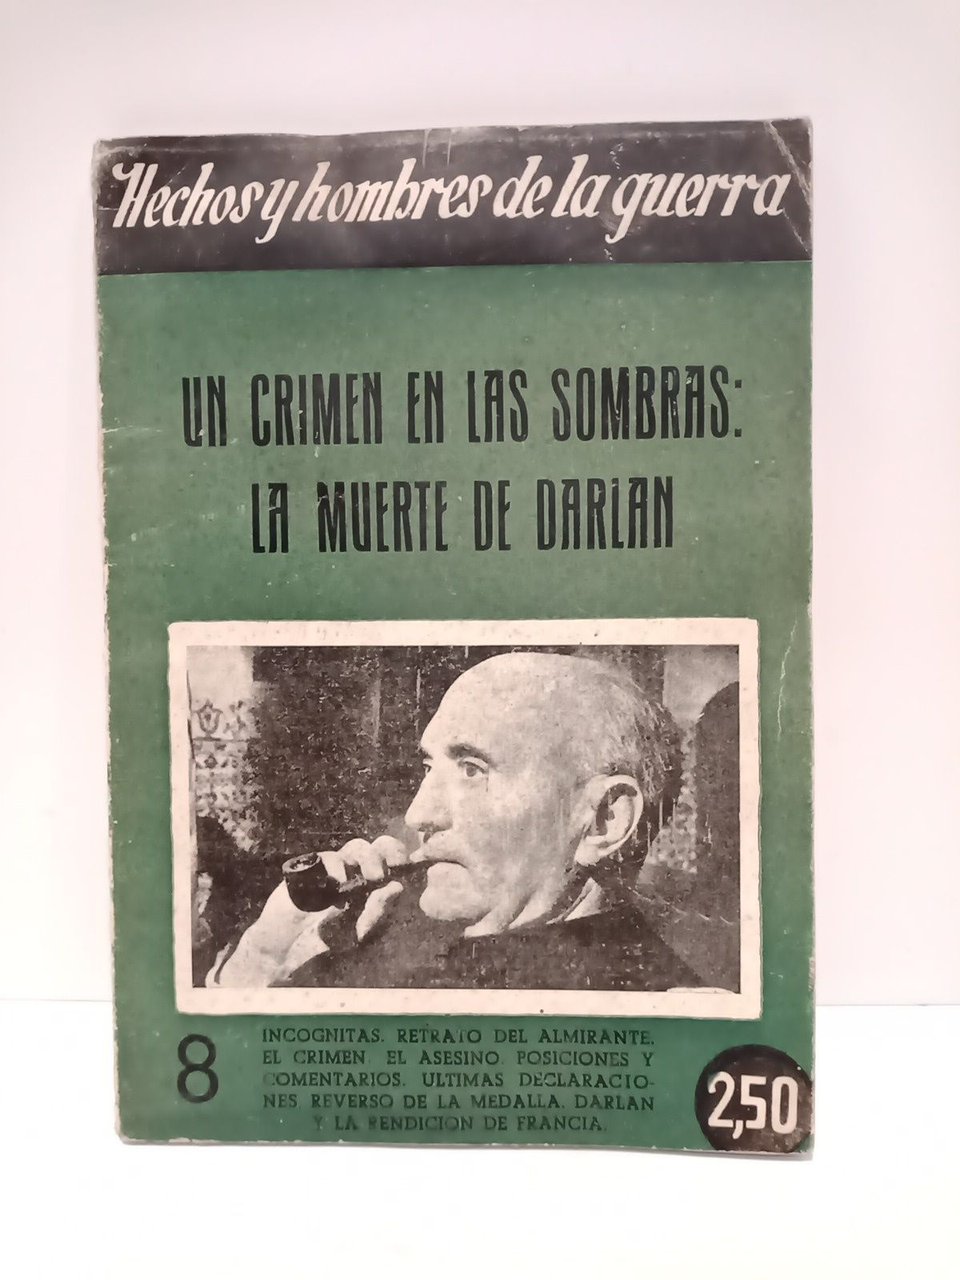 Hechos y hombres de la guerra
UN CRIMEN EN LAS SOMBRAS:
LA MUERTE DE DARLAN
8
INCOGNITAS. RETRATO DEL ALMIRANTE.
EL CRIMEN. EL ASESINO. POSICIONES Y
COMENTARIOS. ULTIMAS DECLARACIO-
NES. REVERSO DE LA MEDALLA. DARLAN
Y LA RENDICION DE FRANCIA.
2,50